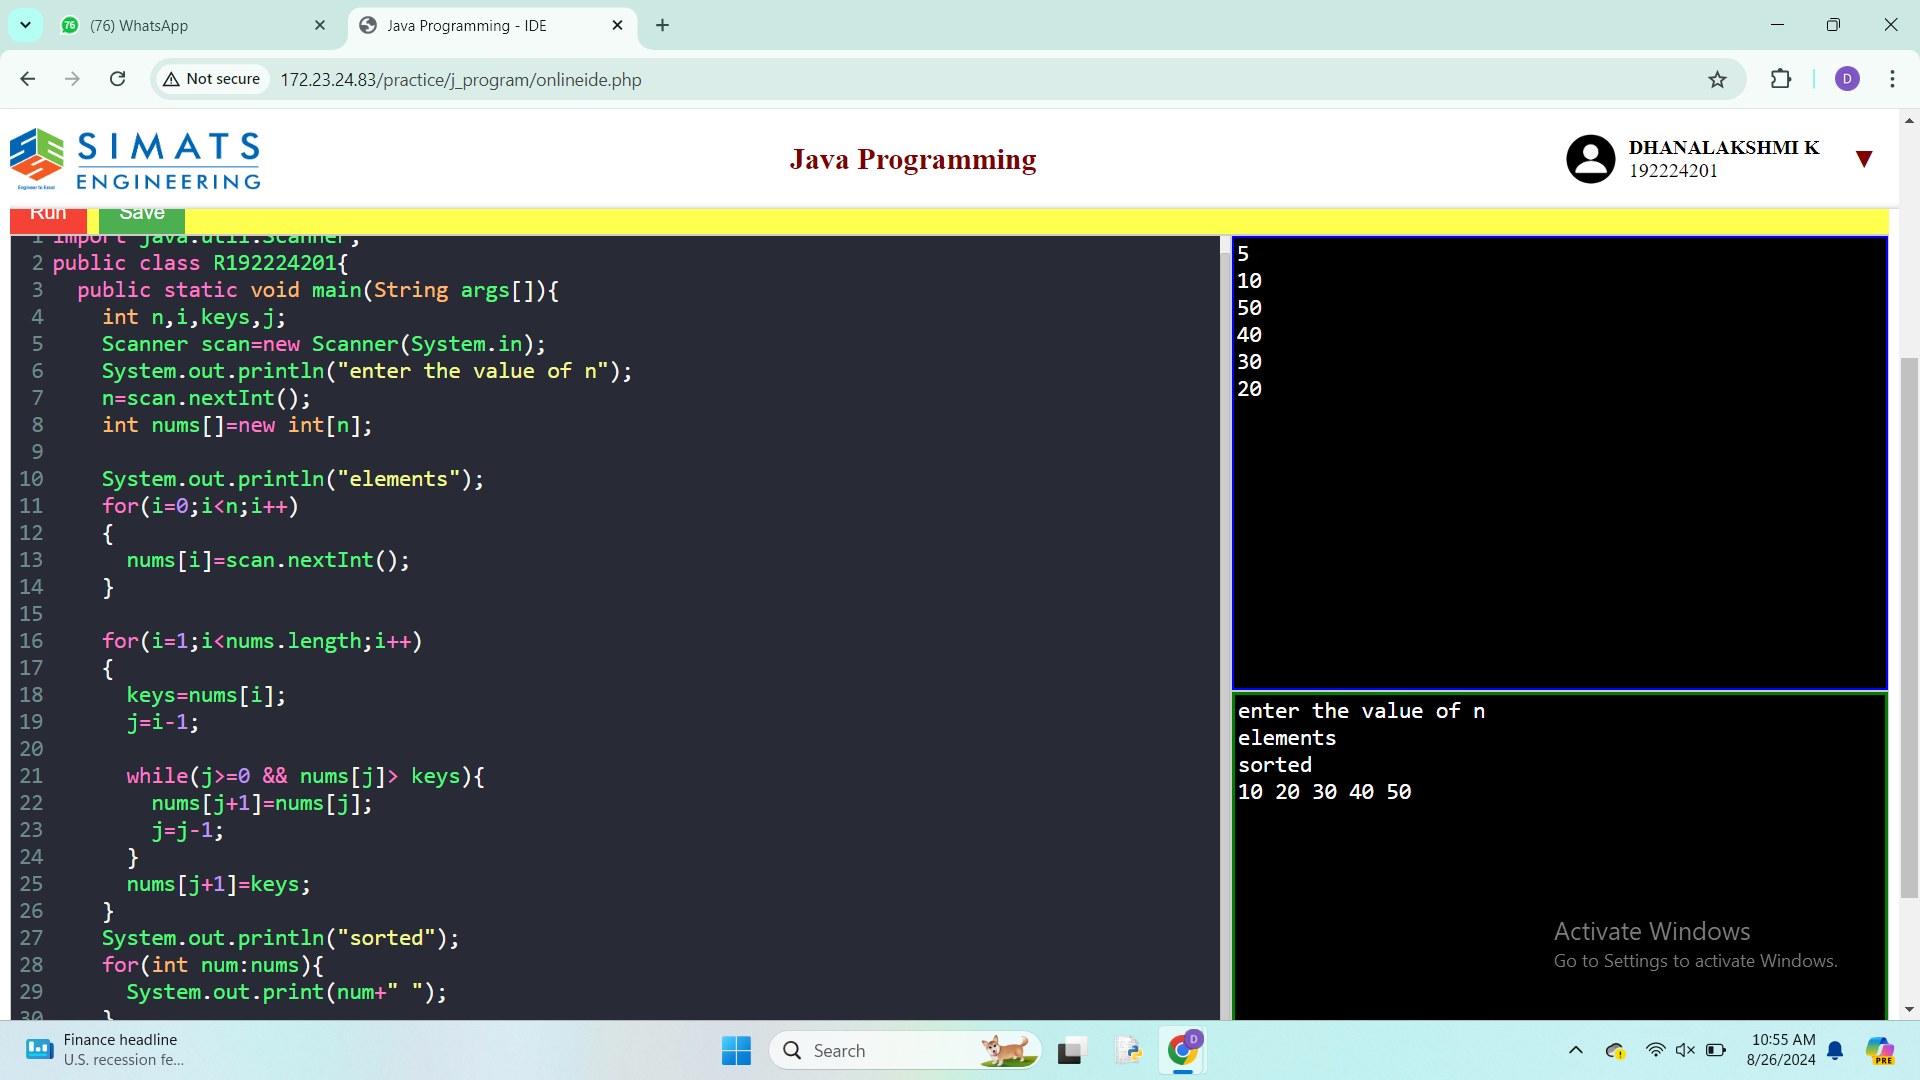 (76) WhatsApp
Java Programming - IDE
Not secure
172.23.24.83/practice/j_program/onlineide.php
D
SIMATS
ENGINEERING
Engineer to Excel
Java Programming
DHANALAKSHMI K
192224201
Run
Save
1 import java.util.Scanner;
2 public class R192224201{
3 public static void main(String args[]){
4 int n,i,keys,j;
5 Scanner scan=new Scanner(System.in);
6 System.out.println("enter the value of n");
7 n=scan.nextInt();
8 int nums[]=new int[n];
9
10 System.out.println("elements");
11 for(i=0;i<n;i++)
12 {
13 nums[i]=scan.nextInt();
14 }
15
16 for(i=1;i<nums.length;i++)
17 {
18 keys=nums[i];
19 j=i-1;
20
21 while(j>=0 && nums[j]> keys){
22 nums[j+1]=nums[j];
23 j=j-1;
24 }
25 nums[j+1]=keys;
26 }
27 System.out.println("sorted");
28 for(int num:nums){
29 System.out.print(num+" ");
30 }
5
10
50
40
30
20
enter the value of n
elements
sorted
10 20 30 40 50
Activate Windows
Go to Settings to activate Windows.
Finance headline
U.S. recession fe...
Search
D
10:55 AM
8/26/2024
PRE